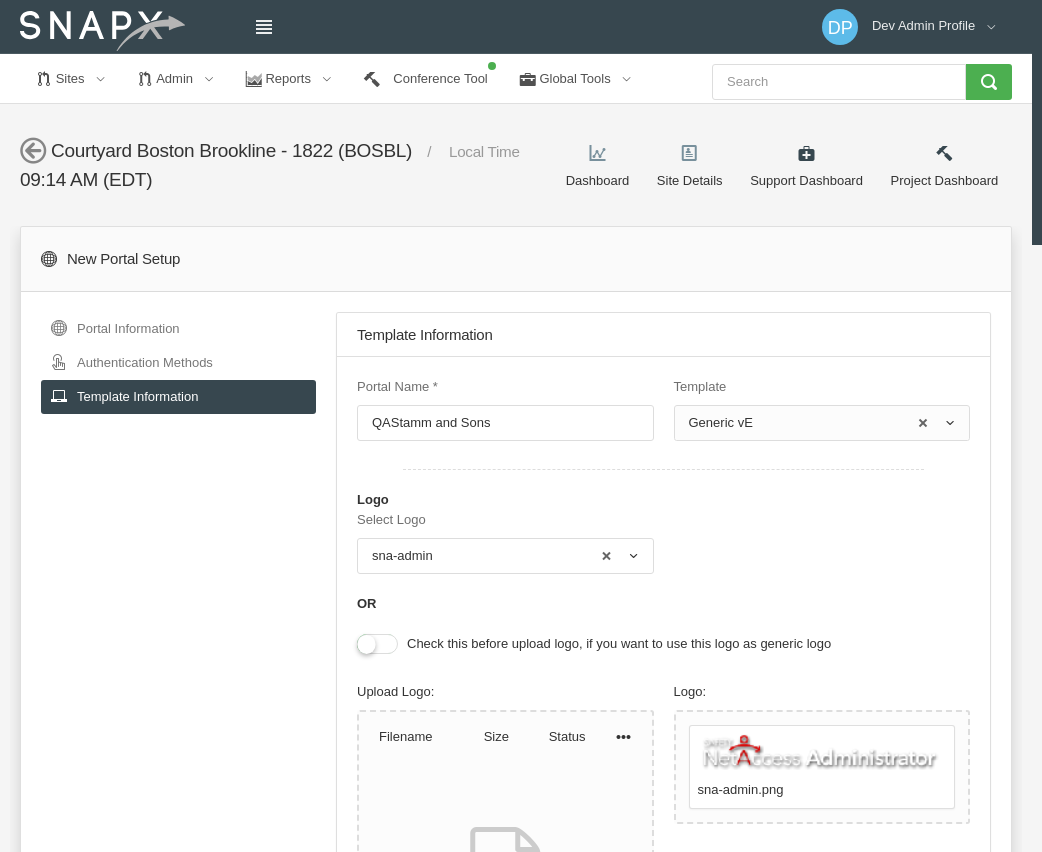 SNAPX
DP Dev Admin Profile
Sites Admin Reports Conference Tool Global Tools Search
Courtyard Boston Brookline - 1822 (BOSBL) / Local Time
09:14 AM (EDT)
Dashboard Site Details Support Dashboard Project Dashboard
New Portal Setup
Portal Information
Authentication Methods
Template Information
Template Information
Portal Name * Template
QAStamm and Sons Generic vE
Logo
Select Logo
sna-admin
OR
Check this before upload logo, if you want to use this logo as generic logo
Upload Logo: Logo:
Filename Size Status •••
NetAccess Administrator
sna-admin.png